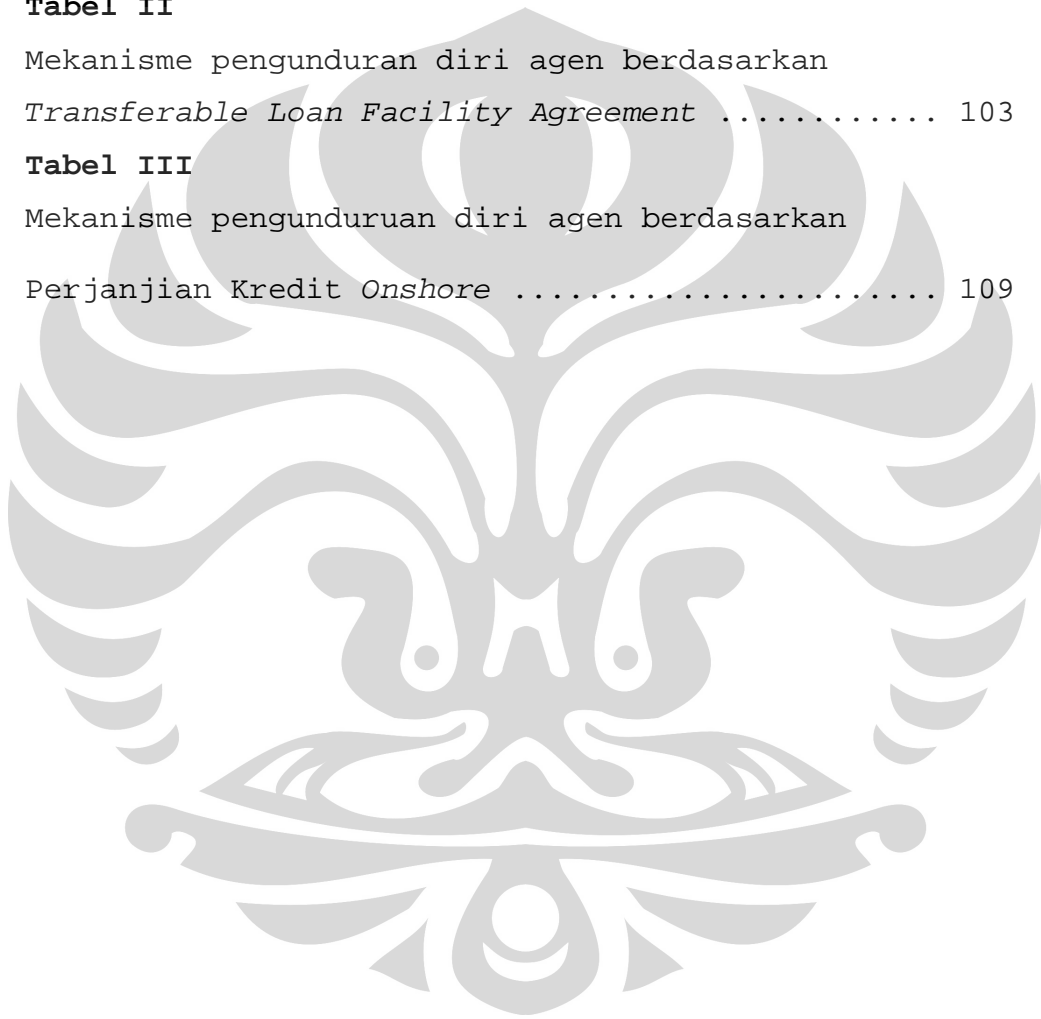 Tabel II
Mekanisme pengunduran diri agen berdasarkan
Transferable Loan Facility Agreement ............ 103
Tabel III
Mekanisme pengunduruan diri agen berdasarkan
Perjanjian Kredit Onshore ....................... 109